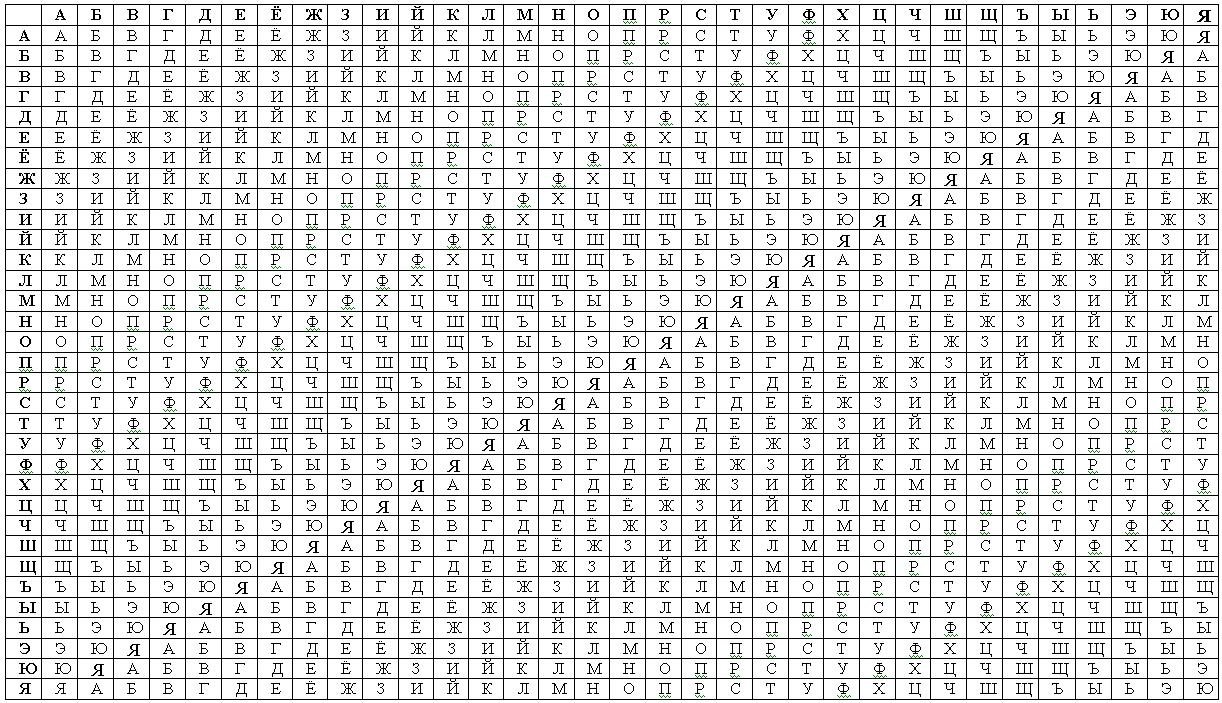 А Б В Г Д Е Ё Ж З И Й К Л М Н О П Р С Т У Ф Х Ц Ч Ш Щ Ъ Ы Ь Э Ю Я
А А Б В Г Д Е Ё Ж З И Й К Л М Н О П Р С Т У Ф Х Ц Ч Ш Щ Ъ Ы Ь Э Ю Я
Б Б В Г Д Е Ё Ж З И Й К Л М Н О П Р С Т У Ф Х Ц Ч Ш Щ Ъ Ы Ь Э Ю Я А
В В Г Д Е Ё Ж З И Й К Л М Н О П Р С Т У Ф Х Ц Ч Ш Щ Ъ Ы Ь Э Ю Я А Б
Г Г Д Е Ё Ж З И Й К Л М Н О П Р С Т У Ф Х Ц Ч Ш Щ Ъ Ы Ь Э Ю Я А Б В
Д Д Е Ё Ж З И Й К Л М Н О П Р С Т У Ф Х Ц Ч Ш Щ Ъ Ы Ь Э Ю Я А Б В Г
Е Е Ё Ж З И Й К Л М Н О П Р С Т У Ф Х Ц Ч Ш Щ Ъ Ы Ь Э Ю Я А Б В Г Д
Ё Ё Ж З И Й К Л М Н О П Р С Т У Ф Х Ц Ч Ш Щ Ъ Ы Ь Э Ю Я А Б В Г Д Е
Ж Ж З И Й К Л М Н О П Р С Т У Ф Х Ц Ч Ш Щ Ъ Ы Ь Э Ю Я А Б В Г Д Е Ё
З З И Й К Л М Н О П Р С Т У Ф Х Ц Ч Ш Щ Ъ Ы Ь Э Ю Я А Б В Г Д Е Ё Ж
И И Й К Л М Н О П Р С Т У Ф Х Ц Ч Ш Щ Ъ Ы Ь Э Ю Я А Б В Г Д Е Ё Ж З
Й Й К Л М Н О П Р С Т У Ф Х Ц Ч Ш Щ Ъ Ы Ь Э Ю Я А Б В Г Д Е Ё Ж З И
К К Л М Н О П Р С Т У Ф Х Ц Ч Ш Щ Ъ Ы Ь Э Ю Я А Б В Г Д Е Ё Ж З И Й
Л Л М Н О П Р С Т У Ф Х Ц Ч Ш Щ Ъ Ы Ь Э Ю Я А Б В Г Д Е Ё Ж З И Й К
М М Н О П Р С Т У Ф Х Ц Ч Ш Щ Ъ Ы Ь Э Ю Я А Б В Г Д Е Ё Ж З И Й К Л
Н Н О П Р С Т У Ф Х Ц Ч Ш Щ Ъ Ы Ь Э Ю Я А Б В Г Д Е Ё Ж З И Й К Л М
О О П Р С Т У Ф Х Ц Ч Ш Щ Ъ Ы Ь Э Ю Я А Б В Г Д Е Ё Ж З И Й К Л М Н
П П Р С Т У Ф Х Ц Ч Ш Щ Ъ Ы Ь Э Ю Я А Б В Г Д Е Ё Ж З И Й К Л М Н О
Р Р С Т У Ф Х Ц Ч Ш Щ Ъ Ы Ь Э Ю Я А Б В Г Д Е Ё Ж З И Й К Л М Н О П
С С Т У Ф Х Ц Ч Ш Щ Ъ Ы Ь Э Ю Я А Б В Г Д Е Ё Ж З И Й К Л М Н О П Р
Т Т У Ф Х Ц Ч Ш Щ Ъ Ы Ь Э Ю Я А Б В Г Д Е Ё Ж З И Й К Л М Н О П Р С
У У Ф Х Ц Ч Ш Щ Ъ Ы Ь Э Ю Я А Б В Г Д Е Ё Ж З И Й К Л М Н О П Р С Т
Ф Ф Х Ц Ч Ш Щ Ъ Ы Ь Э Ю Я А Б В Г Д Е Ё Ж З И Й К Л М Н О П Р С Т У
Х Х Ц Ч Ш Щ Ъ Ы Ь Э Ю Я А Б В Г Д Е Ё Ж З И Й К Л М Н О П Р С Т У Ф
Ц Ц Ч Ш Щ Ъ Ы Ь Э Ю Я А Б В Г Д Е Ё Ж З И Й К Л М Н О П Р С Т У Ф Х
Ч Ч Ш Щ Ъ Ы Ь Э Ю Я А Б В Г Д Е Ё Ж З И Й К Л М Н О П Р С Т У Ф Х Ц
Ш Ш Щ Ъ Ы Ь Э Ю Я А Б В Г Д Е Ё Ж З И Й К Л М Н О П Р С Т У Ф Х Ц Ч
Щ Щ Ъ Ы Ь Э Ю Я А Б В Г Д Е Ё Ж З И Й К Л М Н О П Р С Т У Ф Х Ц Ч Ш
Ъ Ъ Ы Ь Э Ю Я А Б В Г Д Е Ё Ж З И Й К Л М Н О П Р С Т У Ф Х Ц Ч Ш Щ
Ы Ы Ь Э Ю Я А Б В Г Д Е Ё Ж З И Й К Л М Н О П Р С Т У Ф Х Ц Ч Ш Щ Ъ
Ь Ь Э Ю Я А Б В Г Д Е Ё Ж З И Й К Л М Н О П Р С Т У Ф Х Ц Ч Ш Щ Ъ Ы
Э Э Ю Я А Б В Г Д Е Ё Ж З И Й К Л М Н О П Р С Т У Ф Х Ц Ч Ш Щ Ъ Ы Ь
Ю Ю Я А Б В Г Д Е Ё Ж З И Й К Л М Н О П Р С Т У Ф Х Ц Ч Ш Щ Ъ Ы Ь Э
Я Я А Б В Г Д Е Ё Ж З И Й К Л М Н О П Р С Т У Ф Х Ц Ч Ш Щ Ъ Ы Ь Э Ю